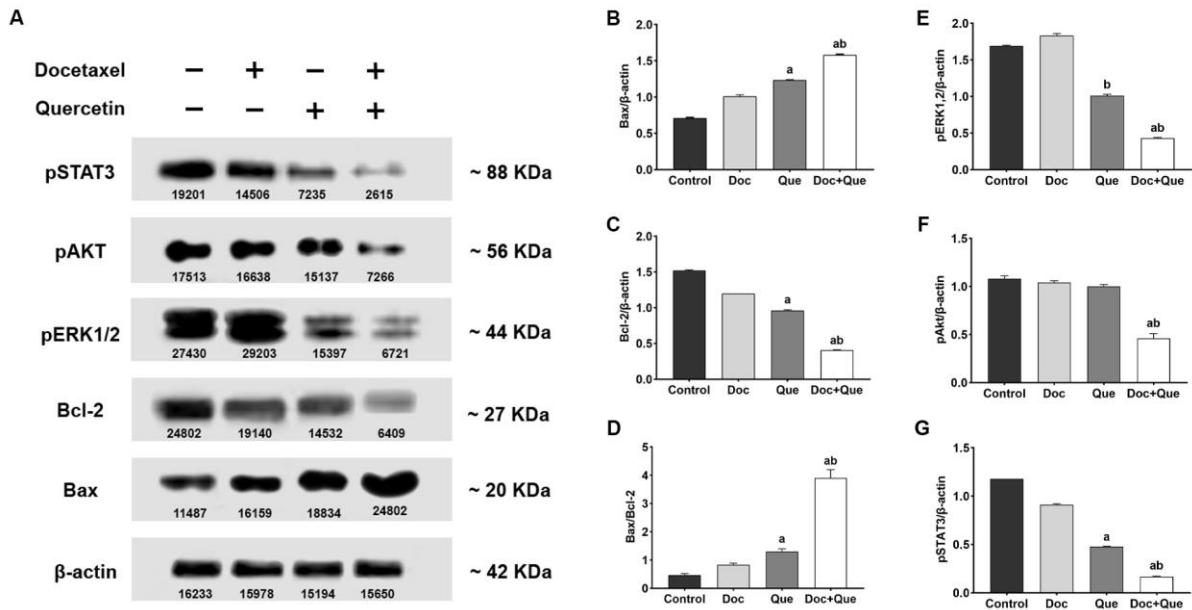 A
Docetaxel − + − +
Quercetin − − + +
pSTAT3 ~ 88 KDa
19201 14506 7235 2615
pAKT ~ 56 KDa
17513 16638 15137 7266
pERK1/2 ~ 44 KDa
27430 29203 15397 6721
Bcl-2 ~ 27 KDa
24802 19140 14532 6409
Bax ~ 20 KDa
11487 16159 18834 24802
β-actin ~ 42 KDa
16233 15978 15194 15650
B
Bax/β-actin
2.0
1.5
1.0
0.5
0.0
a
ab
Control Doc Que Doc+Que
C
Bcl-2/β-actin
2.0
1.5
1.0
0.5
0.0
a
ab
Control Doc Que Doc+Que
D
Bax/Bcl-2
5
4
3
2
1
0
a
ab
Control Doc Que Doc+Que
E
pERK1,2/β-actin
2.0
1.5
1.0
0.5
0.0
b
ab
Control Doc Que Doc+Que
F
pAkt/β-actin
1.5
1.0
0.5
0.0
ab
Control Doc Que Doc+Que
G
pSTAT3/β-actin
1.5
1.0
0.5
0.0
a
ab
Control Doc Que Doc+Que